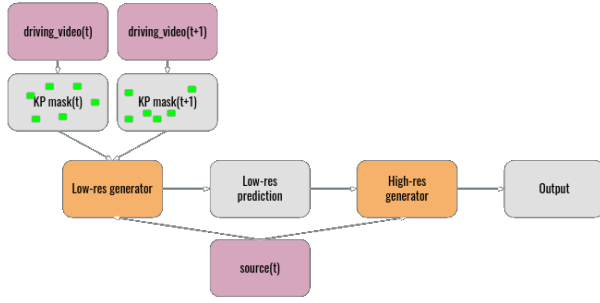 driving_video(t)
driving_video(t+1)
KP mask(t)
KP mask(t+1)
Low-res generator
Low-res
prediction
High-res
generator
Output
source(t)